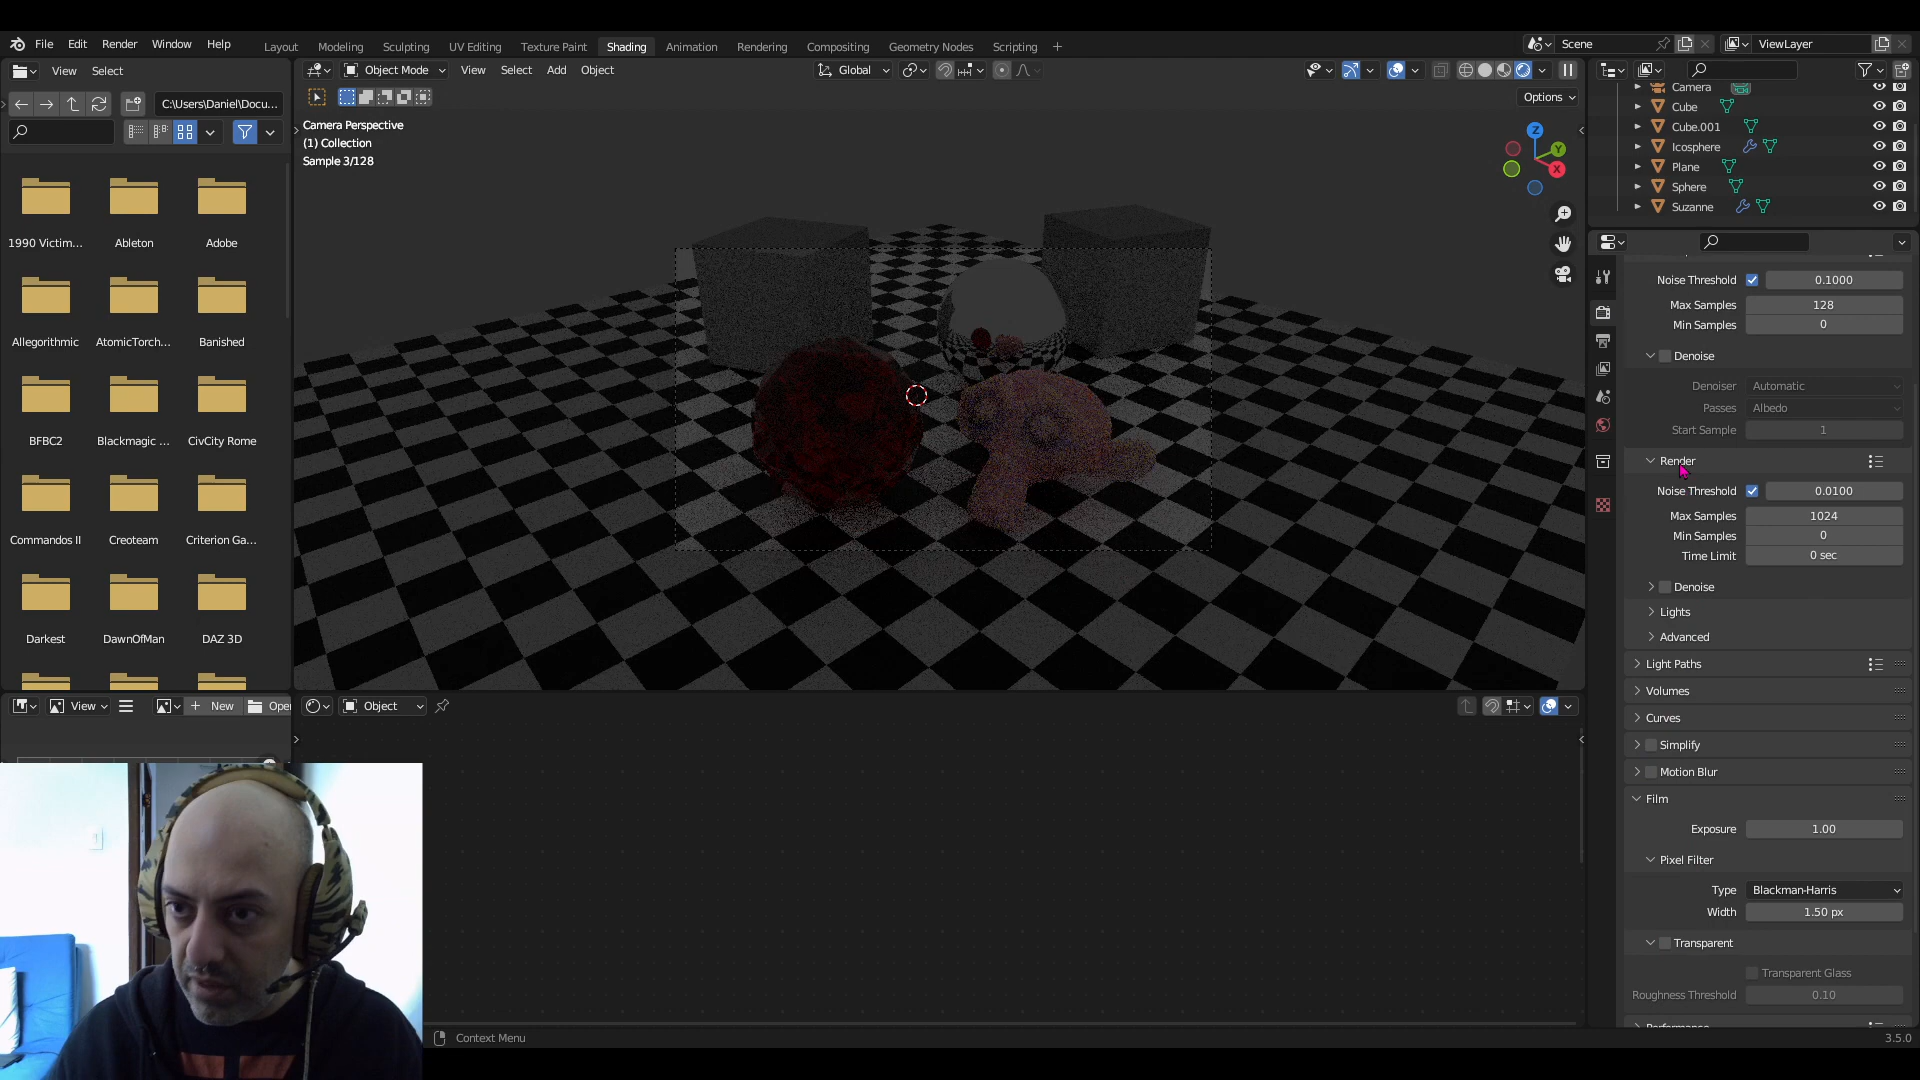 File Edit Render Window Help
Layout Modeling Sculpting UV Editing Texture Paint Shading Animation Rendering Compositing Geometry Nodes Scripting
Scene
ViewLayer
View Select
Object Mode View Select Add Object
Global
C:\Users\Daniel\Docu...
Options
Camera Perspective
(1) Collection
Sample 3/128
Z
Y
X
1990 Victim... Ableton Adobe
Allegorithmic AtomicTorch... Banished
BFBC2 Blackmagic ... CivCity Rome
Commandos II Creoteam Criterion Ga...
Darkest DawnOfMan DAZ 3D
View New Open
Object
Camera
Cube
Cube.001
Icosphere
Plane
Sphere
Suzanne
Noise Threshold 0.1000
Max Samples 128
Min Samples 0
Denoise
Denoiser Automatic
Passes Albedo
Start Sample 1
Render
Noise Threshold 0.0100
Max Samples 1024
Min Samples 0
Time Limit 0 sec
Denoise
Lights
Advanced
Light Paths
Volumes
Curves
Simplify
Motion Blur
Film
Exposure 1.00
Pixel Filter
Type Blackman-Harris
Width 1.50 px
Transparent
Transparent Glass
Roughness Threshold 0.10
Context Menu
3.5.0